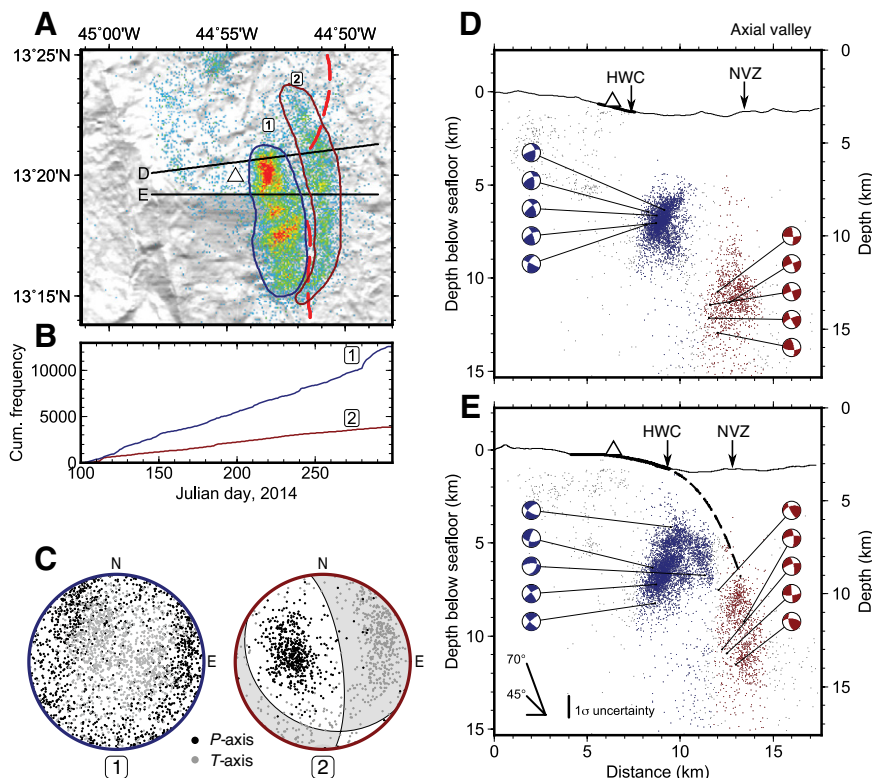 A
45°00'W
44°55'W
44°50'W
13°25'N
13°20'N
13°15'N
1
2
D
E
B
Cum. frequency
10000
5000
0
1
2
100
150
200
250
Julian day, 2014
C
N
N
E
E
P-axis
T-axis
1
2
D
Axial valley
HWC
NVZ
Depth below seafloor (km)
0
5
10
15
Depth (km)
0
5
10
15
E
HWC
NVZ
Depth below seafloor (km)
0
5
10
15
Depth (km)
0
5
10
15
70°
45°
1σ uncertainty
0
5
10
15
Distance (km)